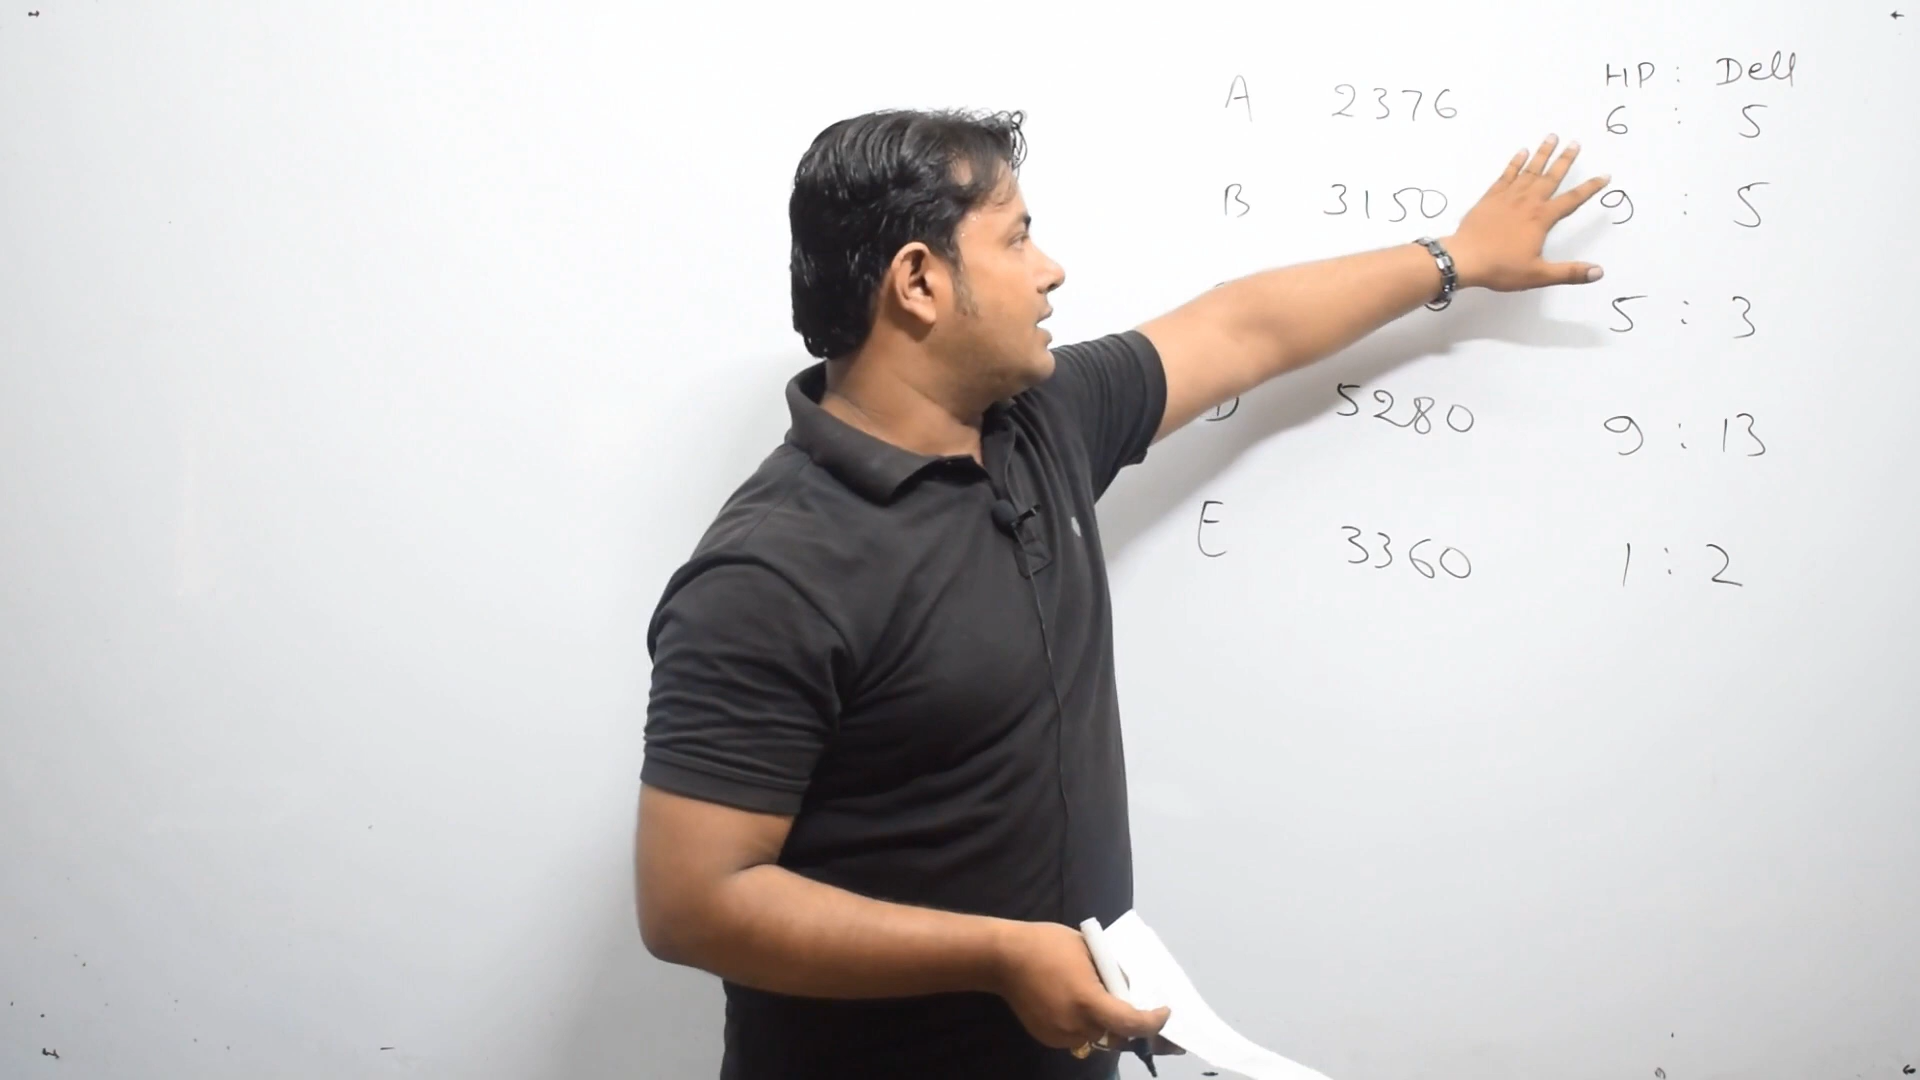 HP : Dell
A 2376 6 : 5
B 3150 9 : 5
5 : 3
D 5280 9 : 13
E 3360 1 : 2